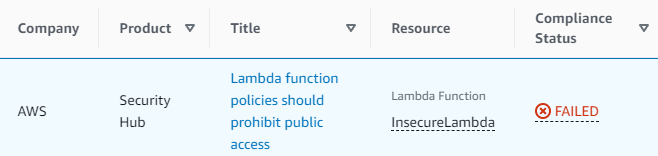 Company
Product
Title
Resource
Compliance
Status
AWS
Security
Hub
Lambda function
policies should
prohibit public
access
Lambda Function
InsecureLambda
FAILED